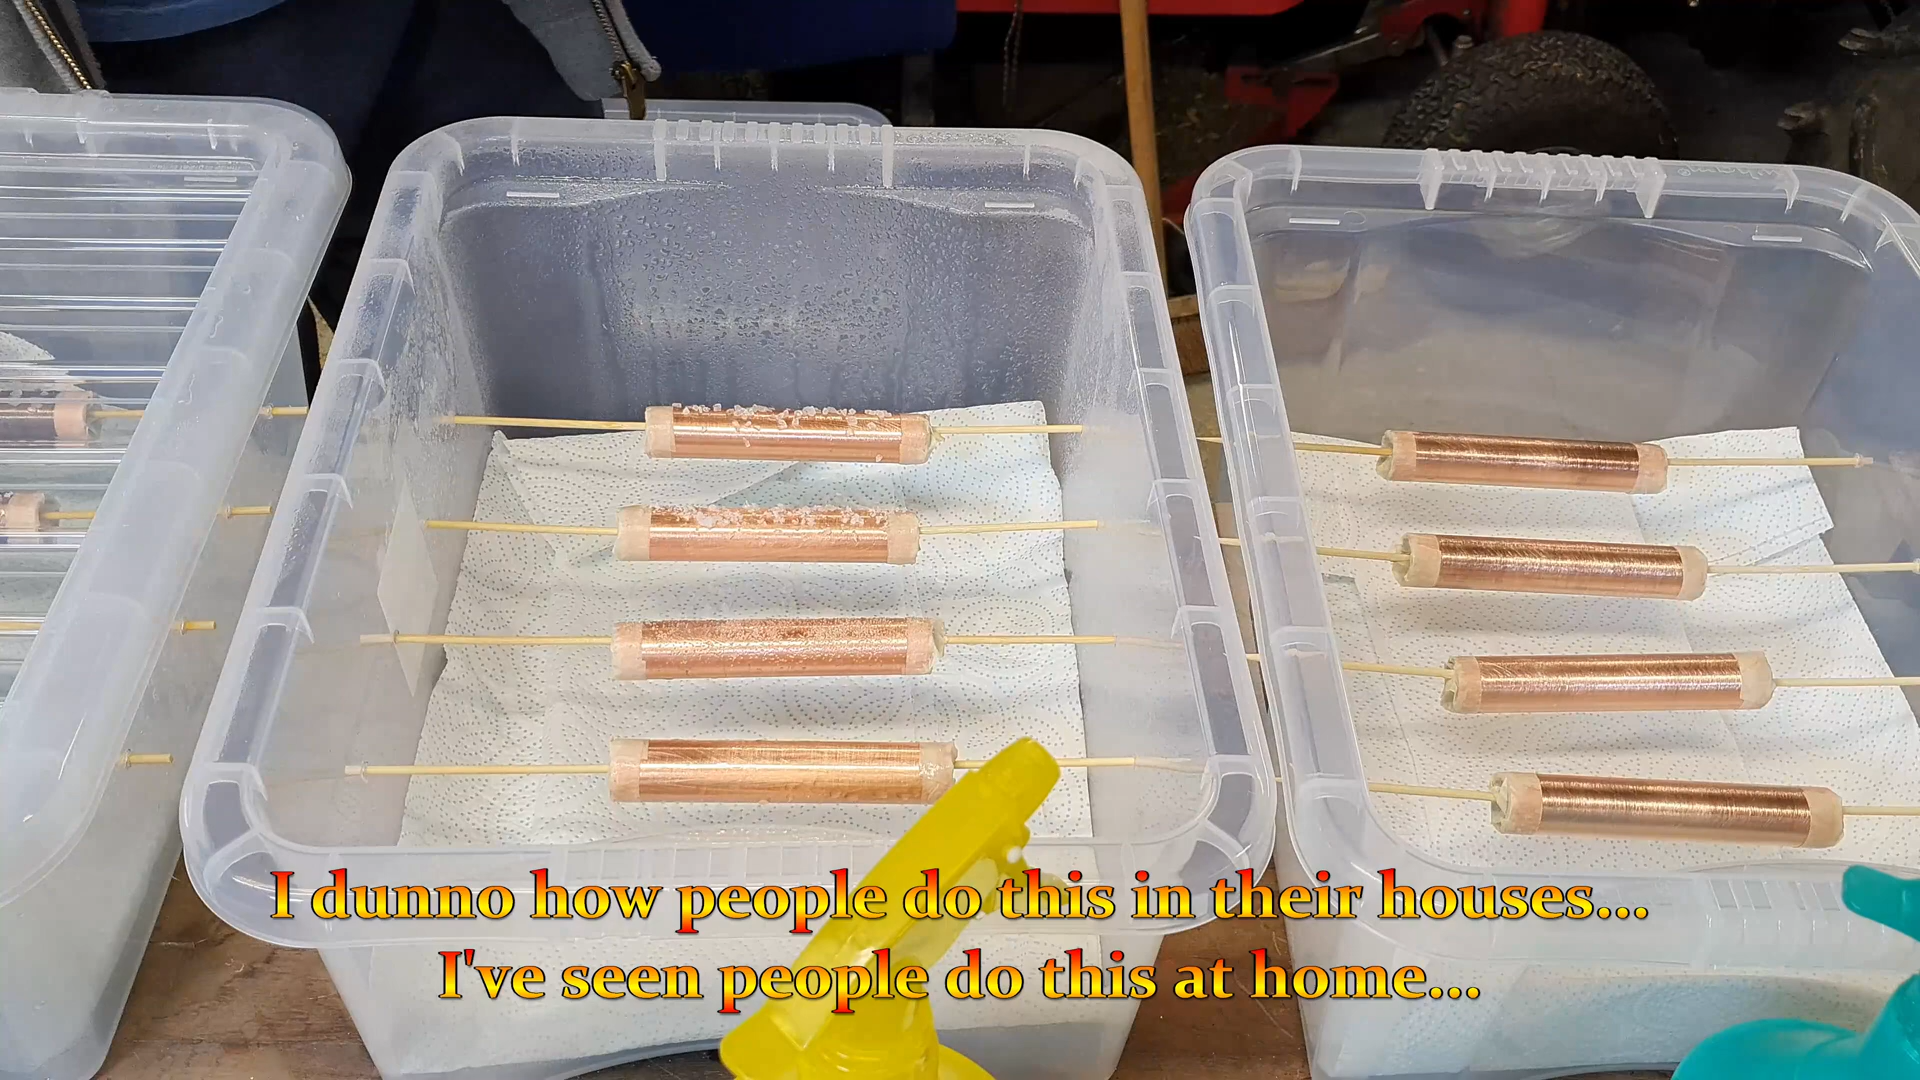 I dunno how people do this in their houses...
I've seen people do this at home...